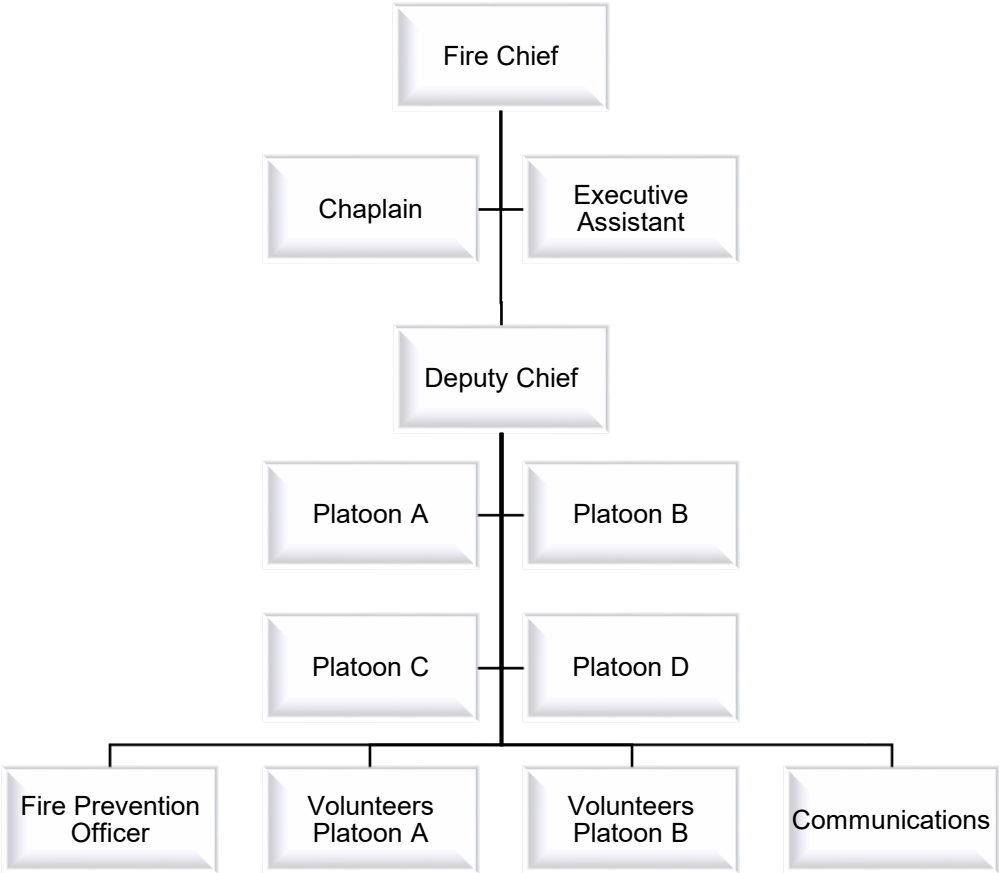 Fire Chief
Chaplain
Executive
Assistant
Deputy Chief
Platoon A
Platoon B
Platoon C
Platoon D
Fire Prevention
Officer
Volunteers
Platoon A
Volunteers
Platoon B
Communications